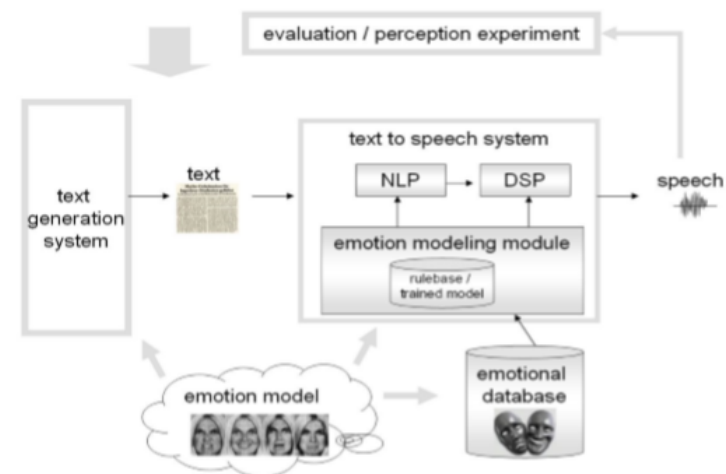 evaluation / perception experiment
text to speech system
text
NLP
DSP
speech
text
generation
system
emotion modeling module
rulebase /
trained model
emotion model
emotional
database